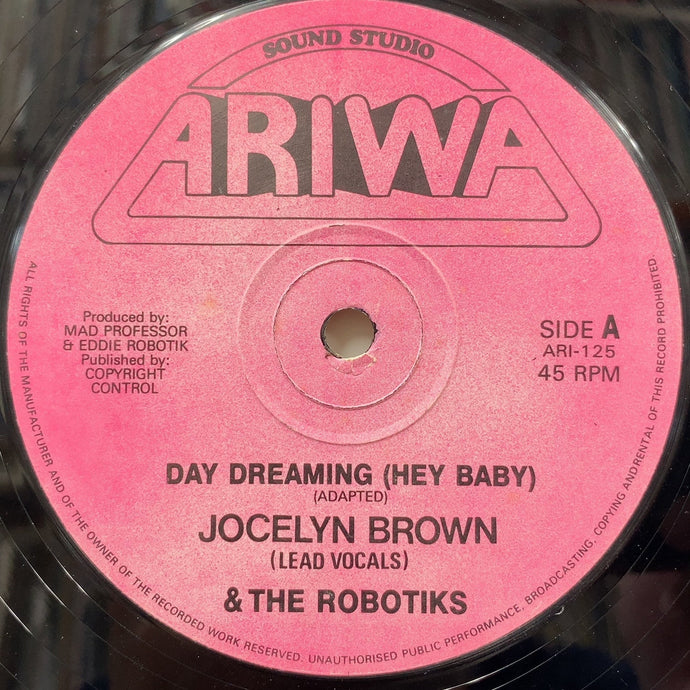 SOUND STUDIO
ARIWA
Produced by:
MAD PROFESSOR
& EDDIE ROBOTIK
Published by:
COPYRIGHT
CONTROL
SIDE A
ARI-125
45 RPM
DAY DREAMING (HEY BABY)
(ADAPTED)
JOCELYN BROWN
(LEAD VOCALS)
& THE ROBOTIKS
ALL RIGHTS OF THE MANUFACTURER AND OF THE OWNER OF THE RECORDED WORK RESERVED. UNAUTHORISED PUBLIC PERFORMANCE, BROADCASTING, COPYING ANDRENTAL OF THIS RECORD PROHIBITED.